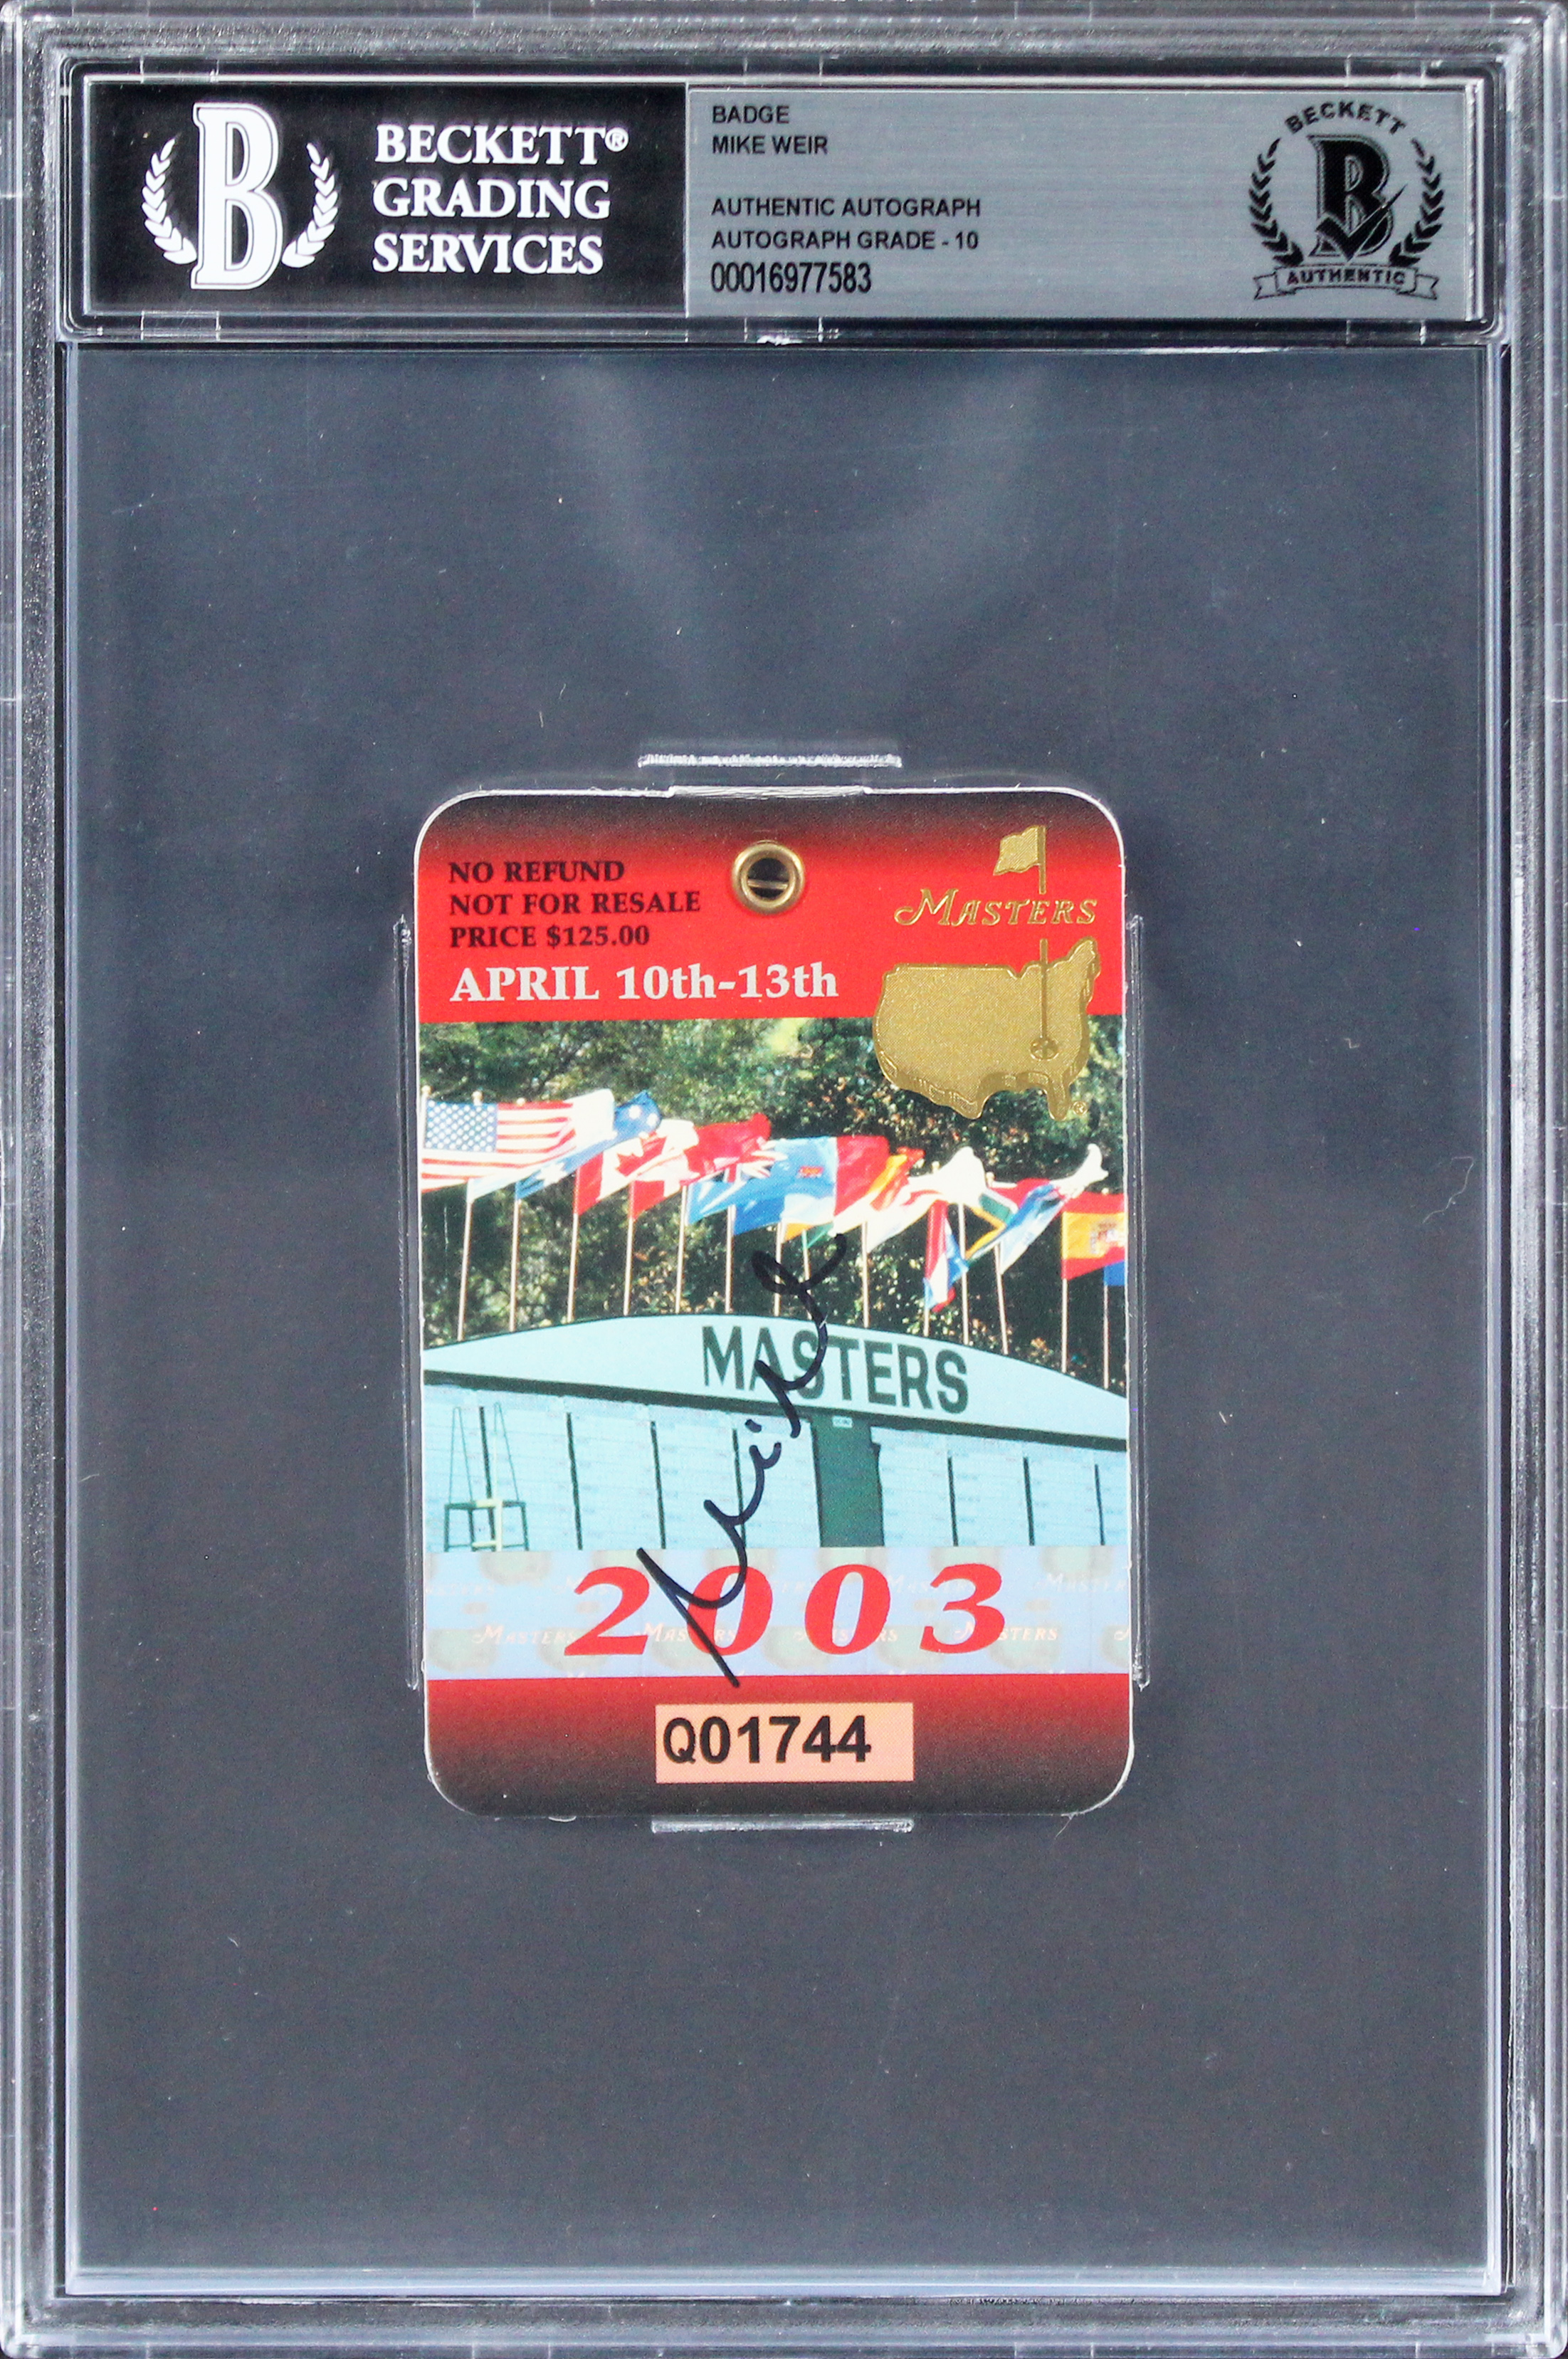 BECKETT®
GRADING
SERVICES
BADGE
MIKE WEIR
AUTHENTIC AUTOGRAPH
AUTOGRAPH GRADE - 10
00016977583
BECKETT
B
AUTHENTIC
NO REFUND
NOT FOR RESALE
PRICE $125.00
APRIL 10th-13th
MASTERS
MASTERS
2003
Q01744